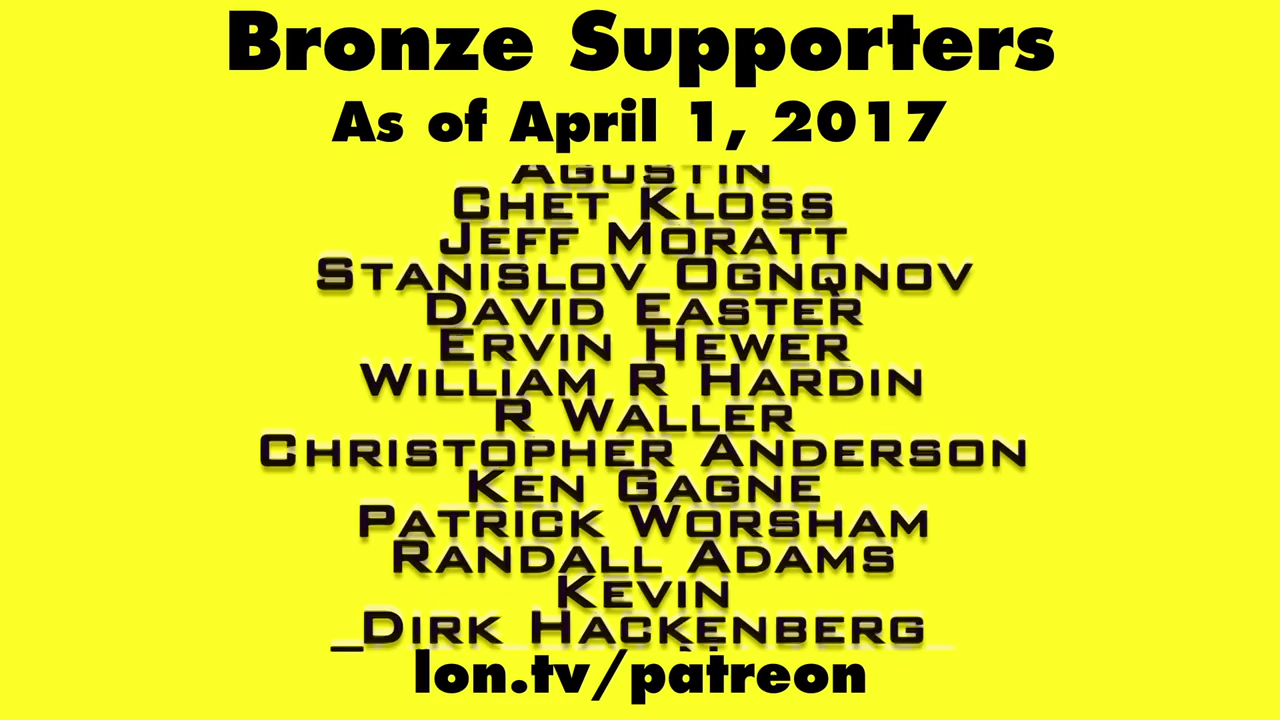 Bronze Supporters
As of April 1, 2017
AGUSTIN
CHET KLOSS
JEFF MORATT
STANISLOV OGNQNOV
DAVID EASTER
ERVIN HEWER
WILLIAM R HARDIN
R WALLER
CHRISTOPHER ANDERSON
KEN GAGNE
PATRICK WORSHAM
RANDALL ADAMS
KEVIN
DIRK HACKENBERG
lon.tv/patreon